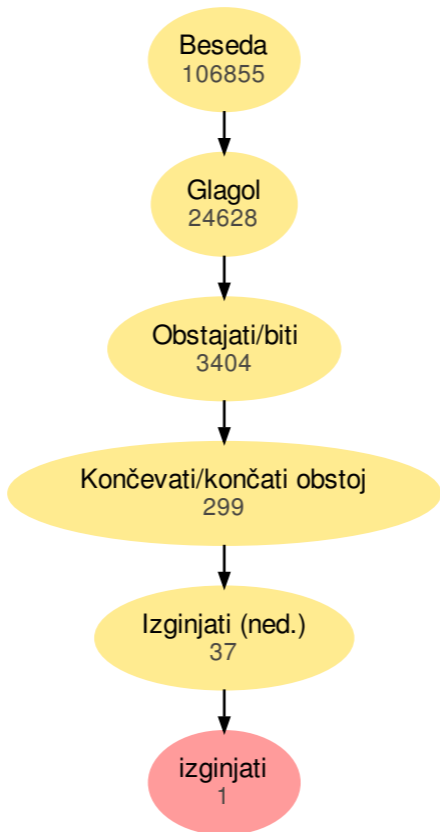 Beseda
106855
Glagol
24628
Obstajati/biti
3404
Končevati/končati obstoj
299
Izginjati (ned.)
37
izginjati
1